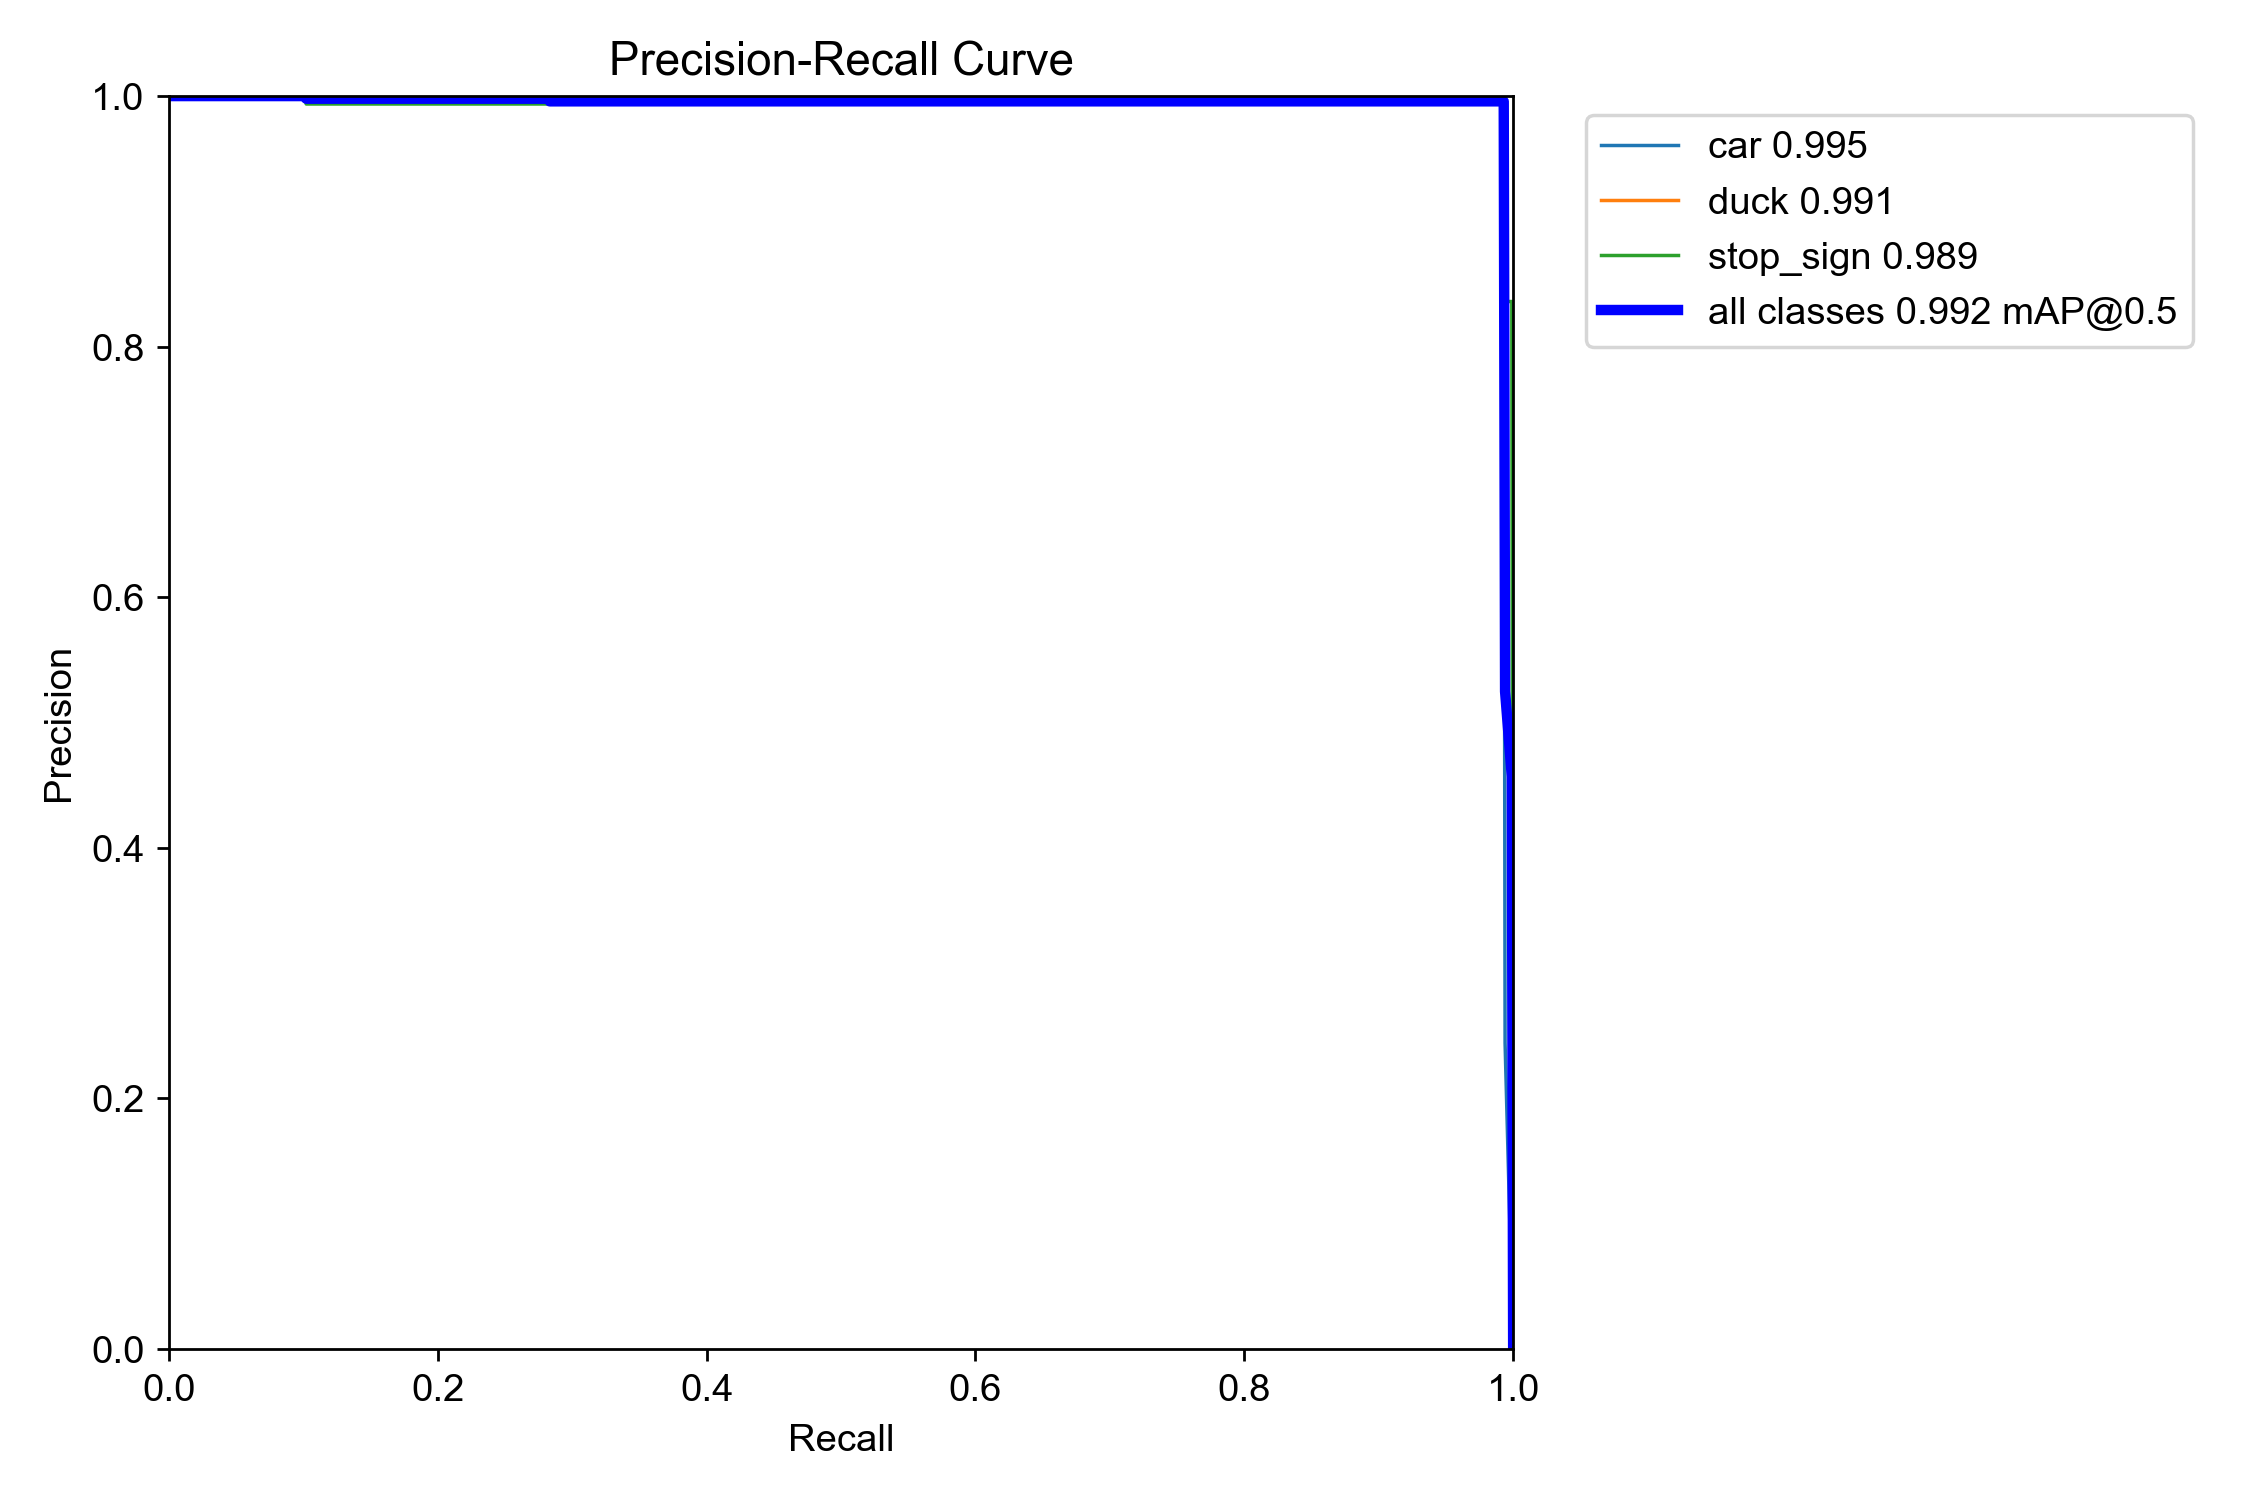 Precision-Recall Curve
1.0
0.8
0.6
0.4
0.2
0.0
Precision
0.0 0.2 0.4 0.6 0.8 1.0
Recall
car 0.995
duck 0.991
stop_sign 0.989
all classes 0.992 mAP@0.5